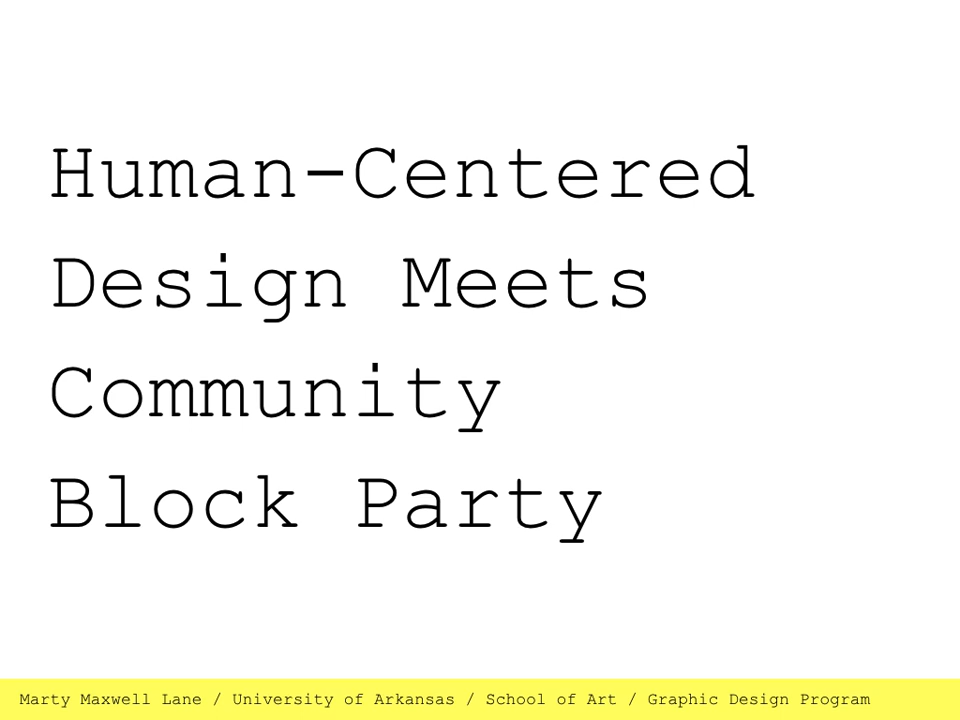 Human-Centered
Design Meets
Community
Block Party
Marty Maxwell Lane / University of Arkansas / School of Art / Graphic Design Program